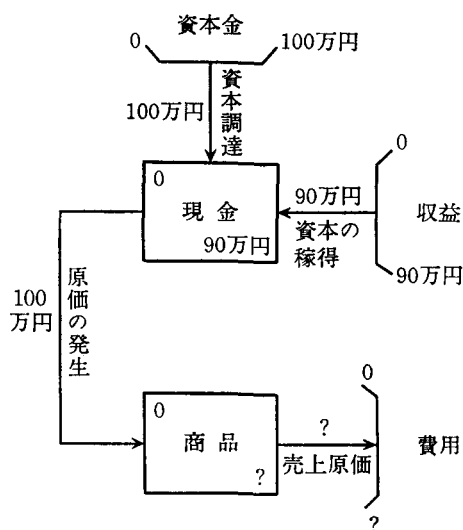 資本金
0
100万円
100万円
資本調達
0
現金
90万円
90万円
資本の
稼得
0
収益
90万円
100
万円
原価の発生
0
商品
?
?
売上原価
0
費用
?